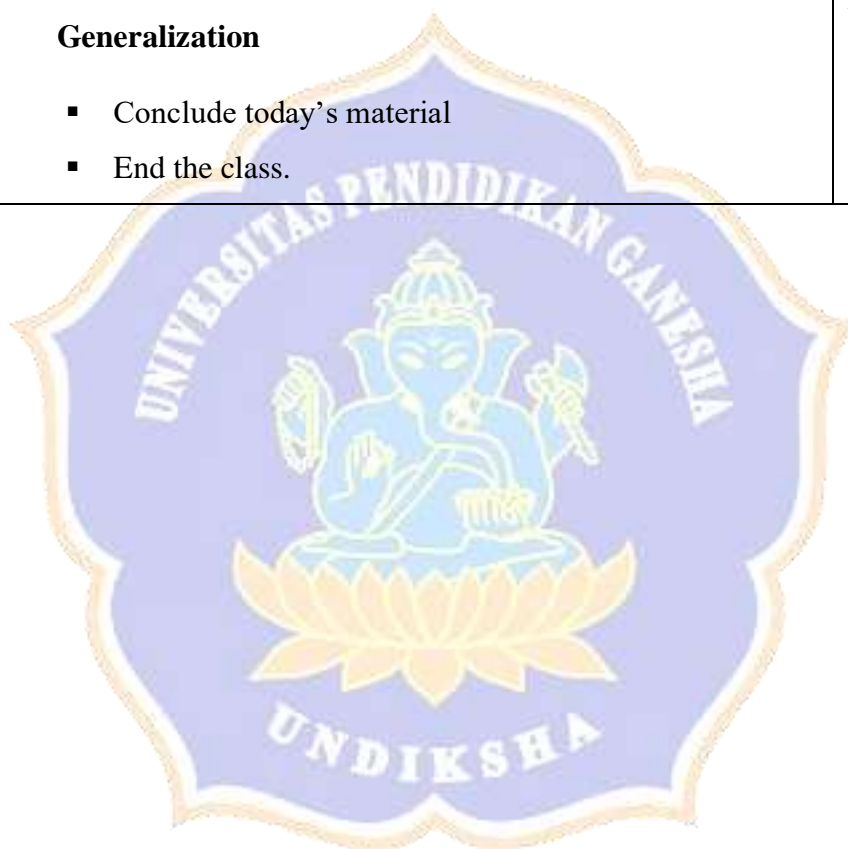 Generalization
▪ Conclude today’s material
▪ End the class.
UNIVERSITAS PENDIDIKAN GANESHA
UNDIKSHA